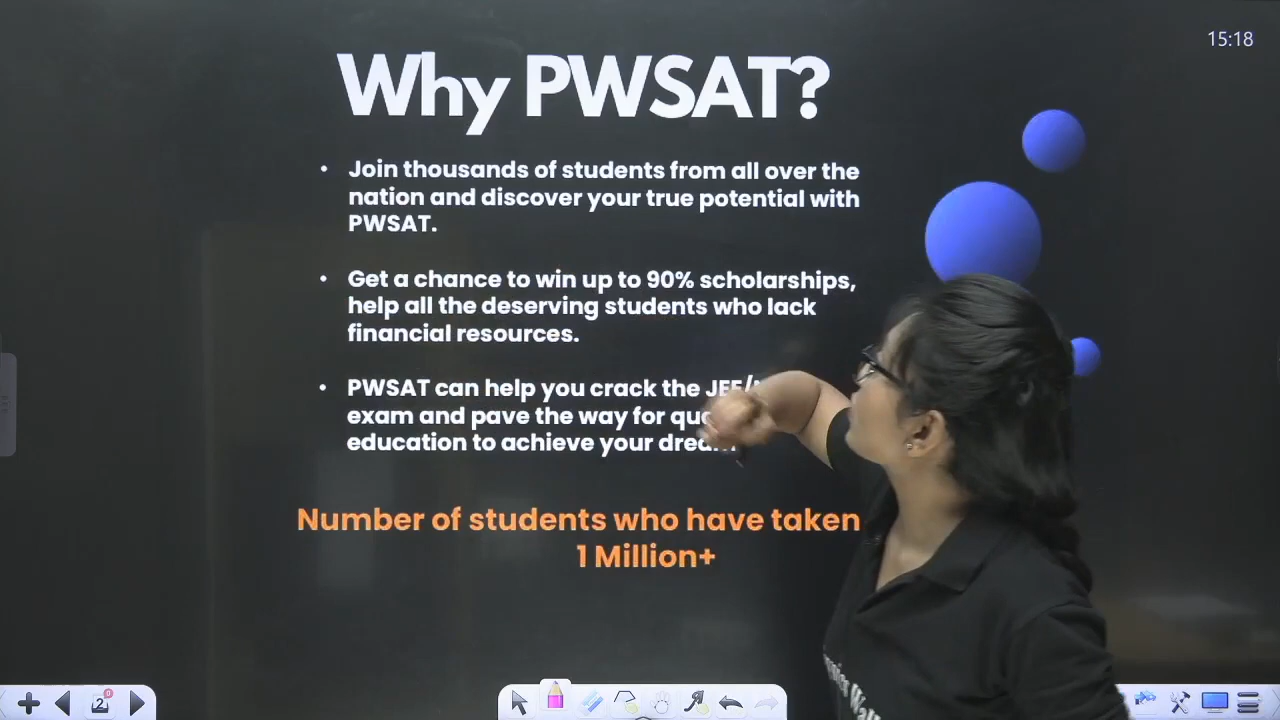 15:18
Why PWSAT?
• Join thousands of students from all over the
nation and discover your true potential with
PWSAT.
• Get a chance to win up to 90% scholarships,
help all the deserving students who lack
financial resources.
• PWSAT can help you crack the
exam and pave the way for
education to achieve your
Number of students who have taken
1 Million+
2
0